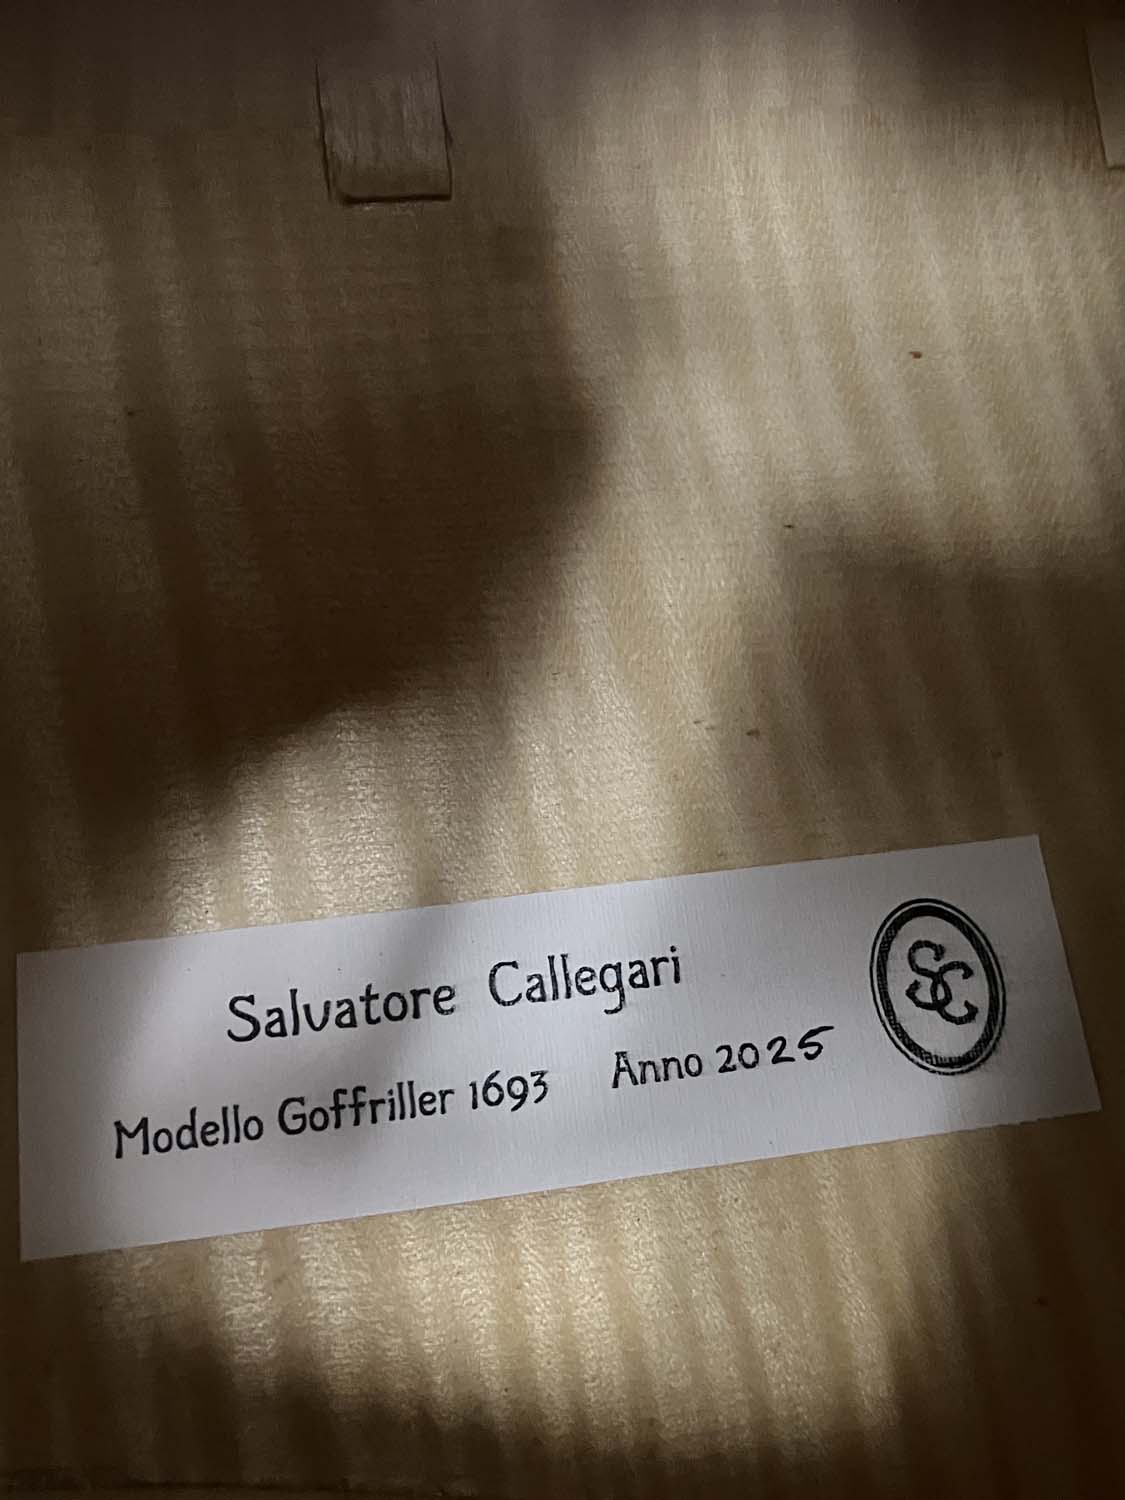 Salvatore Callegari
Modello Goffriller 1693 Anno 2025
SC